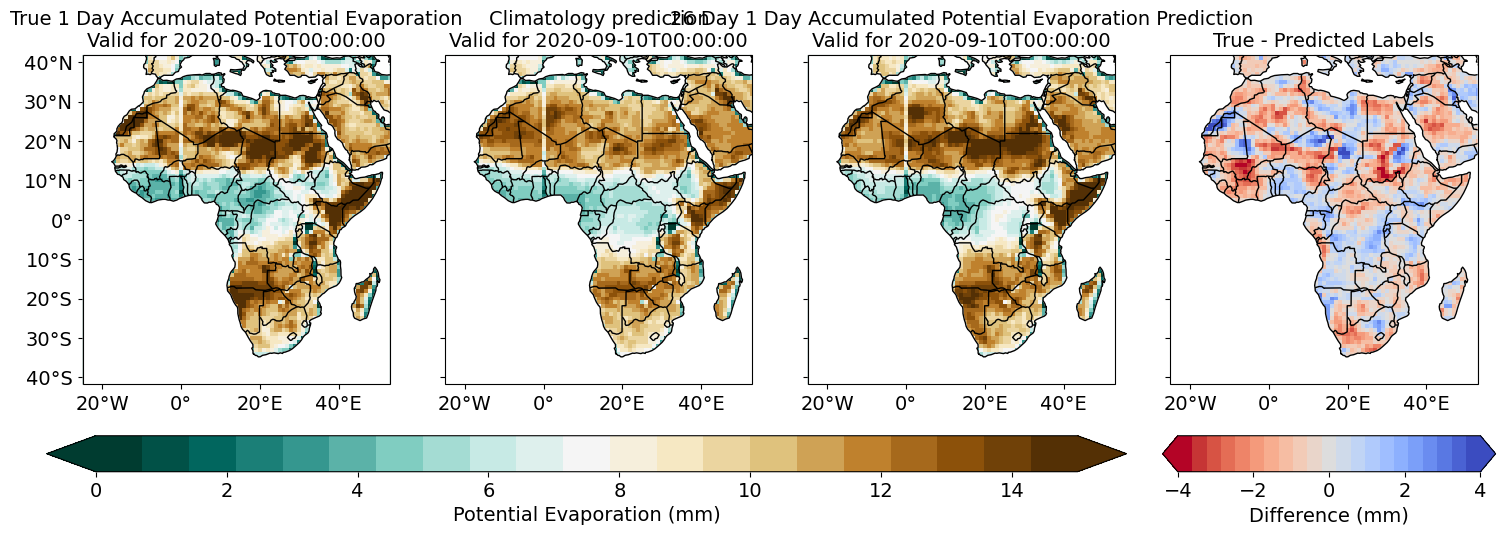 True 1 Day Accumulated Potential Evaporation
Valid for 2020-09-10T00:00:00
Climatology prediction
Valid for 2020-09-10T00:00:00
26 Day 1 Day Accumulated Potential Evaporation Prediction
Valid for 2020-09-10T00:00:00
True - Predicted Labels
40°N
30°N
20°N
10°N
0°
10°S
20°S
30°S
40°S
20°W 0° 20°E 40°E
20°W 0° 20°E 40°E
20°W 0° 20°E 40°E
20°W 0° 20°E 40°E
0 2 4 6 8 10 12 14
Potential Evaporation (mm)
−4 −2 0 2 4
Difference (mm)